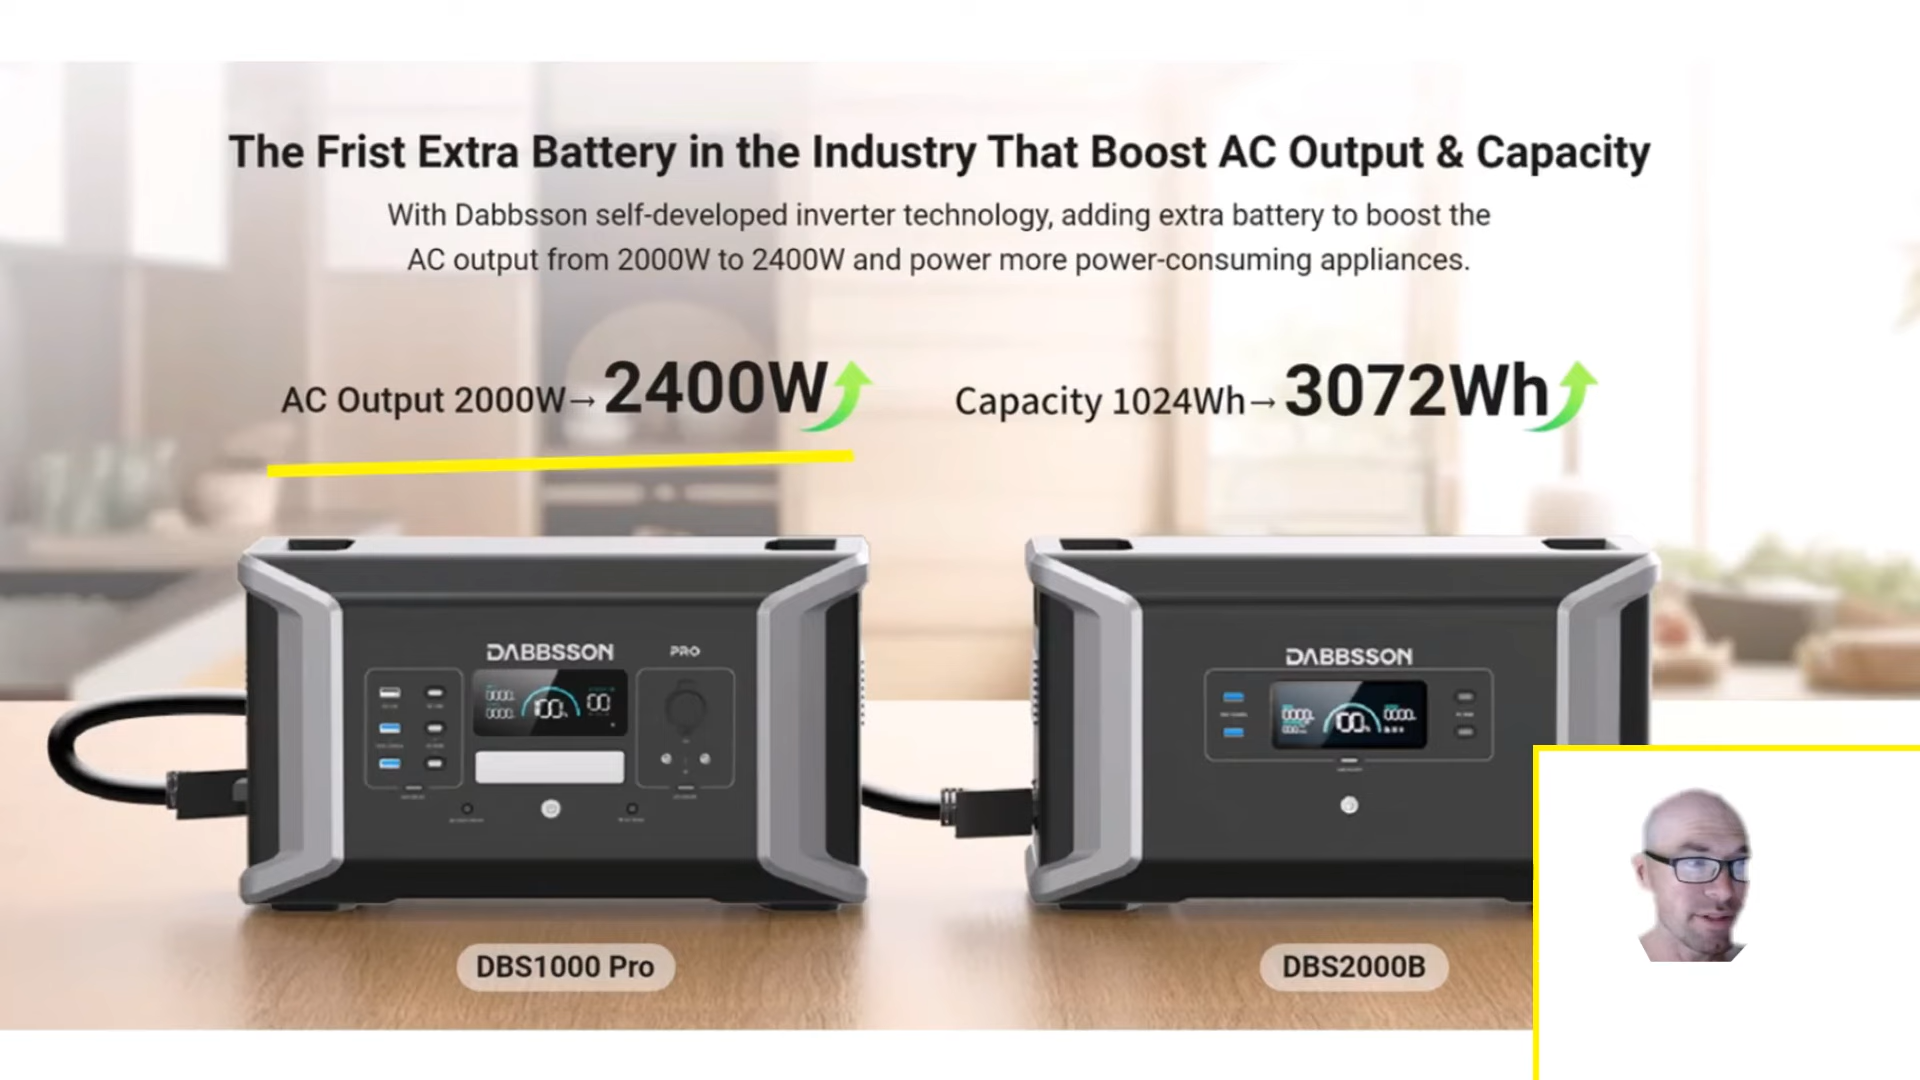 The Frist Extra Battery in the Industry That Boost AC Output & Capacity
With Dabbsson self-developed inverter technology, adding extra battery to boost the
AC output from 2000W to 2400W and power more power-consuming appliances.
AC Output 2000W→2400W
Capacity 1024Wh→3072Wh
DABBSSON PRO
100%
DABBSSON
100%
DBS1000 Pro
DBS2000B